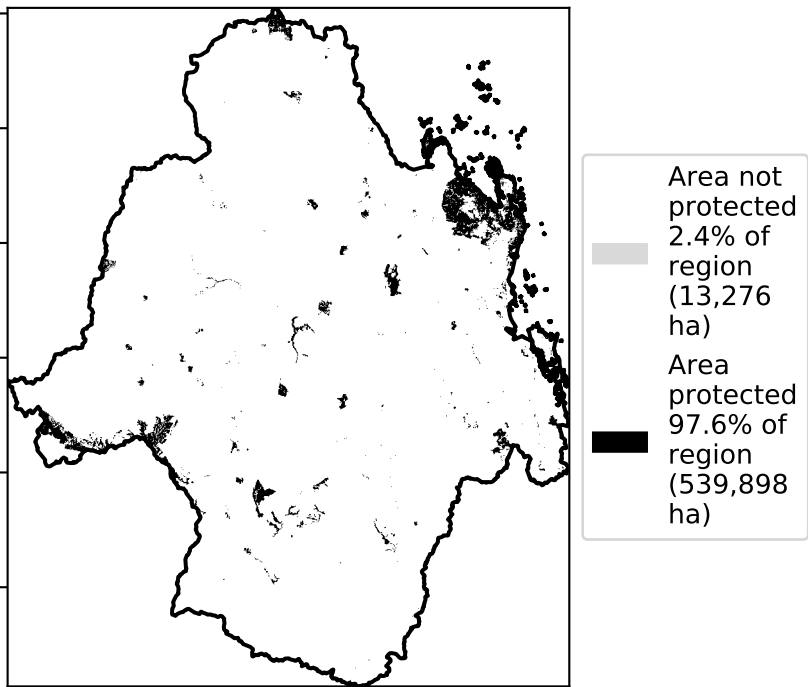 Area not
protected
2.4% of
region
(13,276
ha)
Area
protected
97.6% of
region
(539,898
ha)